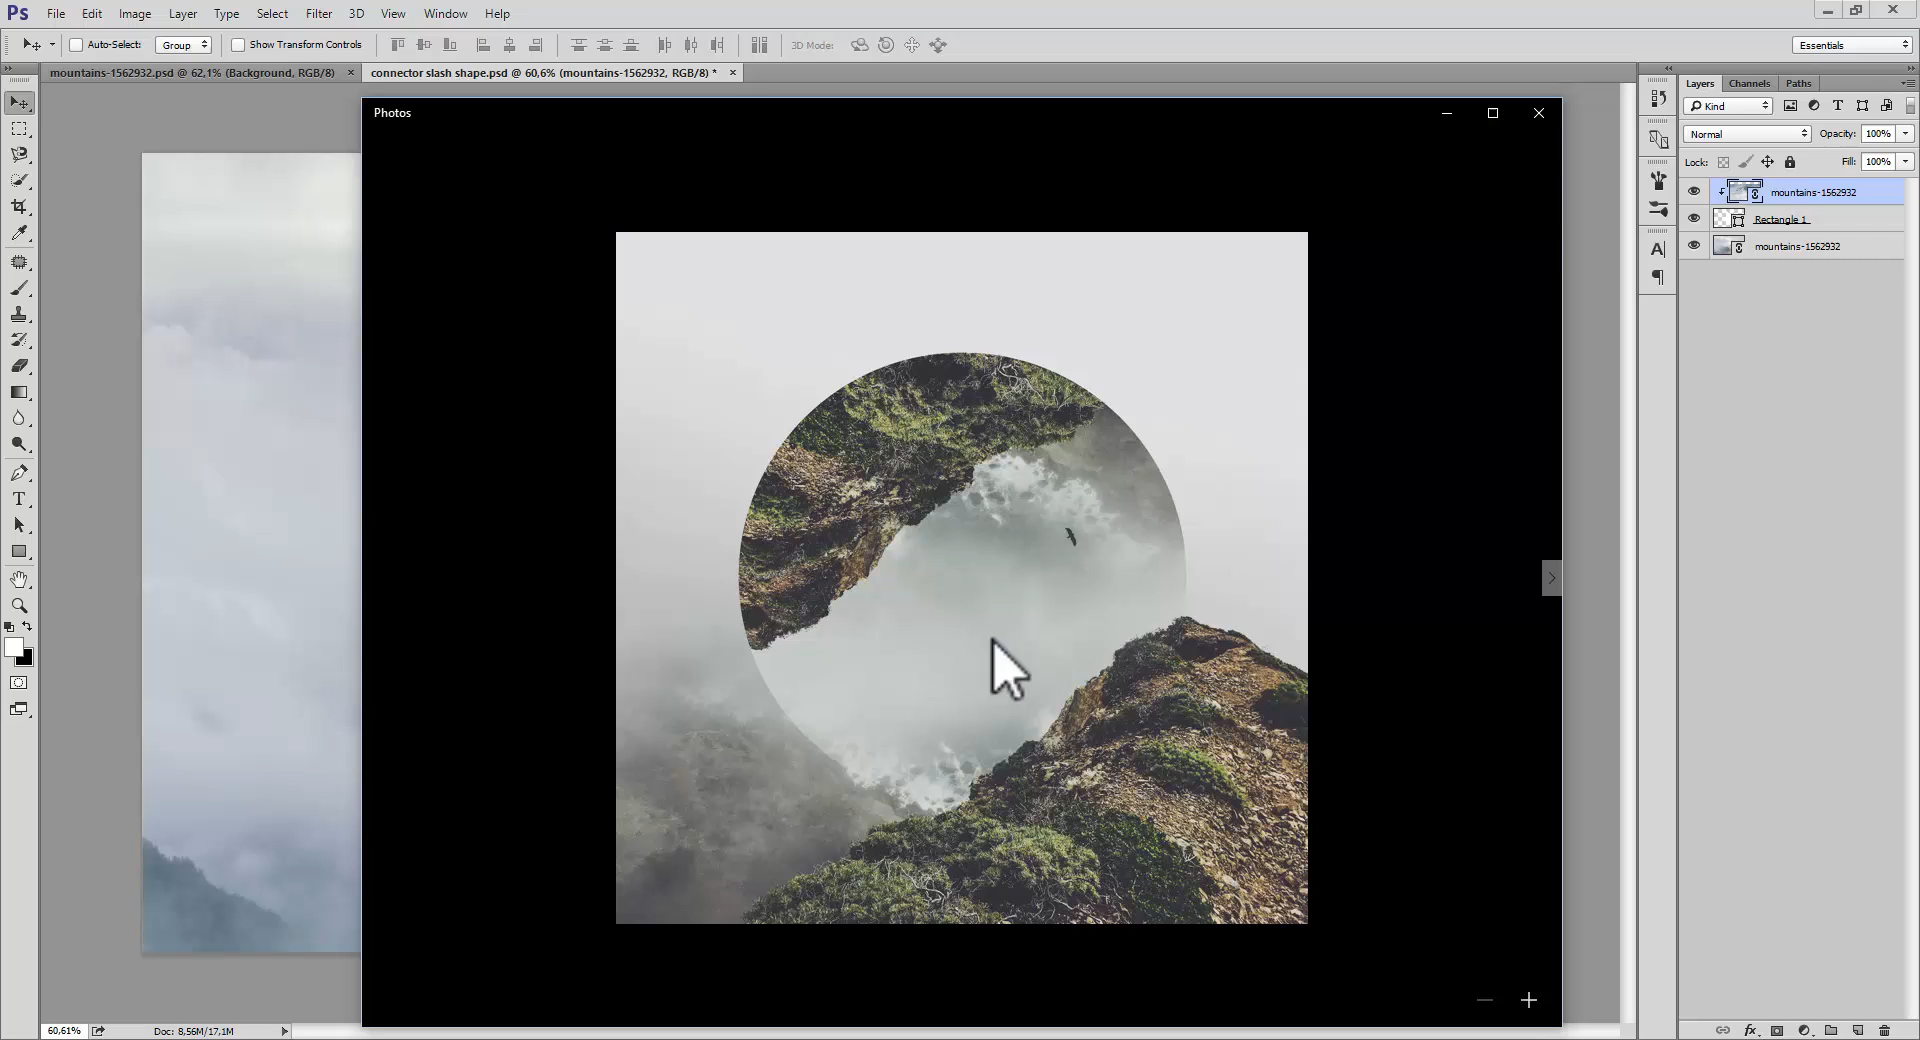 Ps File Edit Image Layer Type Select Filter 3D View Window Help
Auto-Select: Group Show Transform Controls 3D Mode: Essentials
mountains-1562932.psd @ 62,1% (Background, RGB/8) × connector slash shape.psd @ 60,6% (mountains-1562932, RGB/8) * ×
Photos
Layers Channels Paths
Kind
Normal Opacity: 100%
Lock: Fill: 100%
mountains-1562932
Rectangle 1
mountains-1562932
60,61% Doc: 8,56M/17,1M